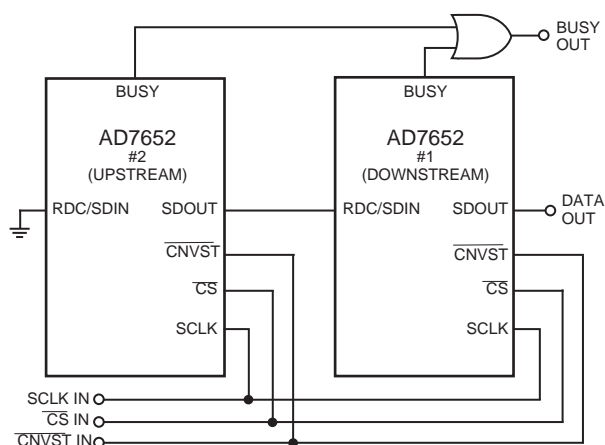 BUSY
OUT
BUSY
AD7652
#2
(UPSTREAM)
RDC/SDIN
SDOUT
CNVST
CS
SCLK
BUSY
AD7652
#1
(DOWNSTREAM)
RDC/SDIN
SDOUT
CNVST
CS
SCLK
DATA
OUT
SCLK IN
CS IN
CNVST IN